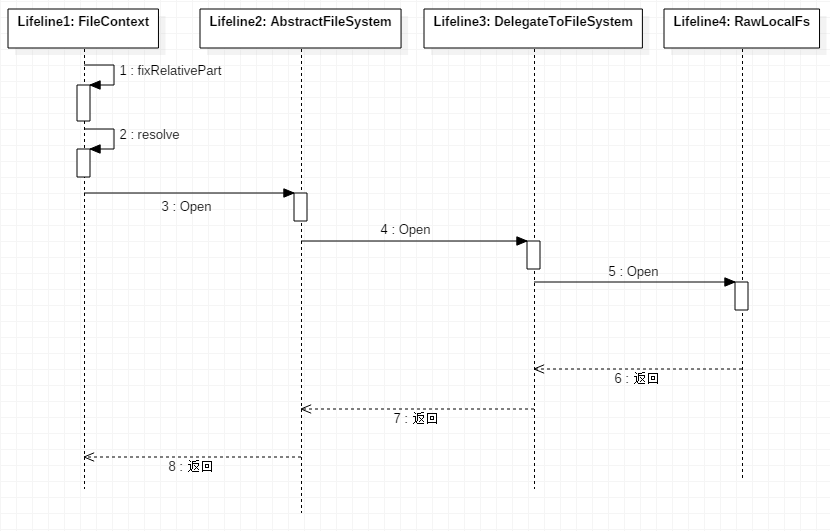 Lifeline1: FileContext
Lifeline2: AbstractFileSystem
Lifeline3: DelegateToFileSystem
Lifeline4: RawLocalFs
1 : fixRelativePart
2 : resolve
3 : Open
4 : Open
5 : Open
6 : 返回
7 : 返回
8 : 返回